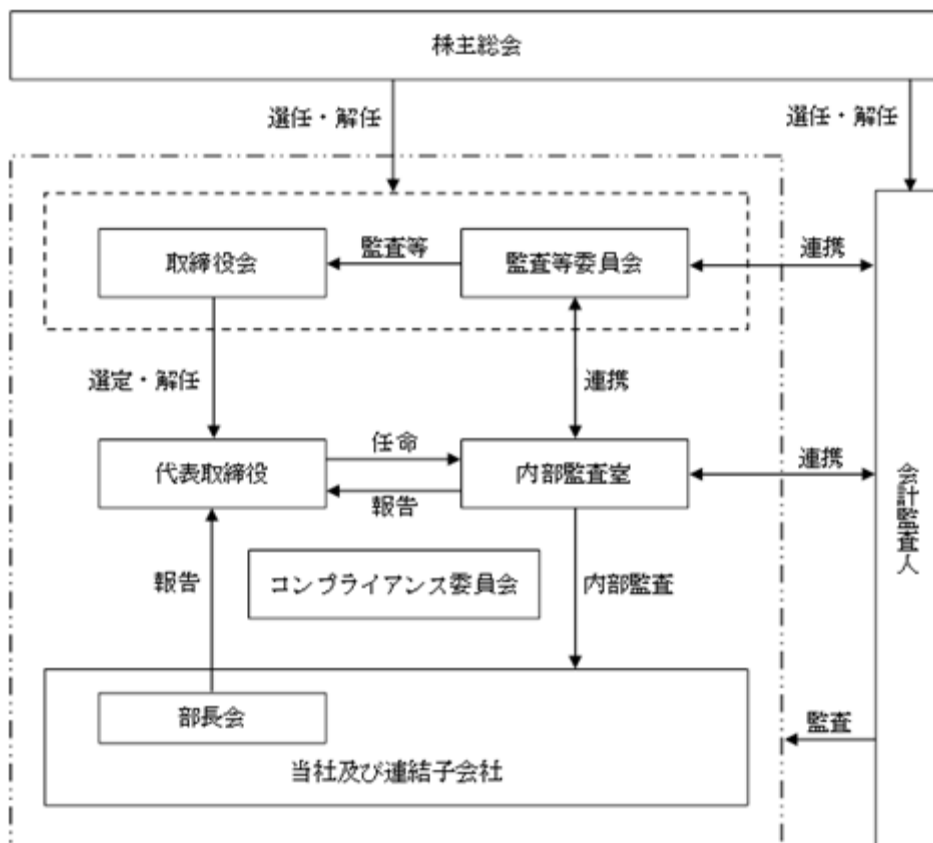 株主総会
選任・解任
選任・解任
取締役会
監査等
監査等委員会
連携
選定・解任
連携
代表取締役
任命
報告
内部監査室
連携
会計監査人
報告
コンプライアンス委員会
内部監査
部長会
監査
当社及び連結子会社